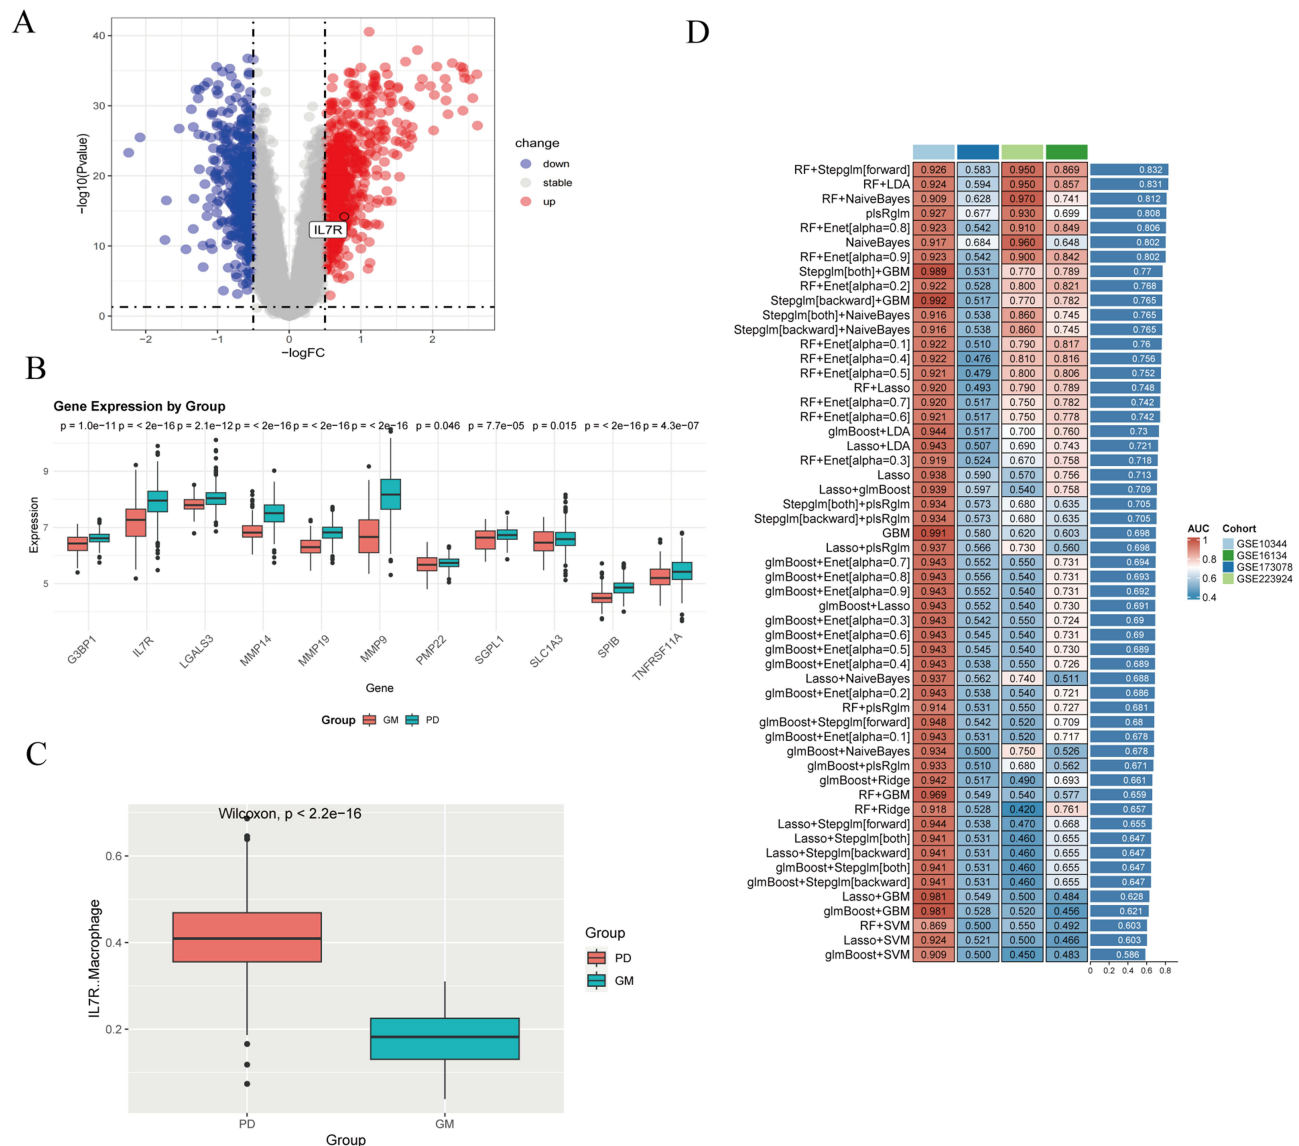 A
40
30
20
10
0
−log10(Pvalue)
IL7R
−2
−1
0
1
2
−logFC
change
down
stable
up
B
Gene Expression by Group
p = 1.0e−11
p = < 2e−16
p = 2.1e−12
p = < 2e−16
p = < 2e−16
p = < 2e−16
p = 0.046
p = 7.7e−05
p = 0.015
p = < 2e−16
p = 4.3e−07
9
7
5
Expression
G3BP1
IL7R
LGALS3
MMP14
MMP19
MMP9
PMP22
SGPL1
SLC1A3
SPIB
TNFRSF11A
Gene
Group GM PD
C
Wilcoxon, p < 2.2e−16
0.6
0.4
0.2
IL7R..Macrophage
PD
GM
Group
Group
PD
GM
D
RF+Stepglm[forward] 0.926 0.583 0.950 0.869 0.832
RF+LDA 0.924 0.594 0.950 0.857 0.831
RF+NaiveBayes 0.909 0.628 0.970 0.741 0.812
plsRglm 0.927 0.677 0.930 0.699 0.808
RF+Enet[alpha=0.8] 0.923 0.542 0.910 0.849 0.806
NaiveBayes 0.917 0.684 0.960 0.648 0.802
RF+Enet[alpha=0.9] 0.923 0.542 0.900 0.842 0.802
Stepglm[both]+GBM 0.989 0.531 0.770 0.789 0.77
RF+Enet[alpha=0.2] 0.922 0.528 0.800 0.821 0.768
Stepglm[backward]+GBM 0.992 0.517 0.770 0.782 0.765
Stepglm[both]+NaiveBayes 0.916 0.538 0.860 0.745 0.765
Stepglm[backward]+NaiveBayes 0.916 0.538 0.860 0.745 0.765
RF+Enet[alpha=0.1] 0.922 0.510 0.790 0.817 0.76
RF+Enet[alpha=0.4] 0.922 0.476 0.810 0.816 0.756
RF+Enet[alpha=0.5] 0.921 0.479 0.800 0.806 0.752
RF+Lasso 0.920 0.493 0.790 0.789 0.748
RF+Enet[alpha=0.7] 0.920 0.517 0.750 0.782 0.742
RF+Enet[alpha=0.6] 0.921 0.517 0.750 0.778 0.742
glmBoost+LDA 0.944 0.517 0.700 0.760 0.73
Lasso+LDA 0.943 0.507 0.690 0.743 0.721
RF+Enet[alpha=0.3] 0.919 0.524 0.670 0.758 0.718
Lasso 0.938 0.590 0.570 0.756 0.713
Lasso+glmBoost 0.939 0.597 0.540 0.758 0.709
Stepglm[both]+plsRglm 0.934 0.573 0.680 0.635 0.705
Stepglm[backward]+plsRglm 0.934 0.573 0.680 0.635 0.705
GBM 0.991 0.580 0.620 0.603 0.698
Lasso+plsRglm 0.937 0.566 0.730 0.560 0.698
glmBoost+Enet[alpha=0.7] 0.943 0.552 0.550 0.731 0.694
glmBoost+Enet[alpha=0.8] 0.943 0.556 0.540 0.731 0.693
glmBoost+Enet[alpha=0.9] 0.943 0.552 0.540 0.731 0.692
glmBoost+Lasso 0.943 0.552 0.540 0.730 0.691
glmBoost+Enet[alpha=0.3] 0.943 0.542 0.550 0.724 0.69
glmBoost+Enet[alpha=0.6] 0.943 0.545 0.540 0.731 0.69
glmBoost+Enet[alpha=0.5] 0.943 0.545 0.540 0.730 0.689
glmBoost+Enet[alpha=0.4] 0.943 0.538 0.550 0.726 0.689
Lasso+NaiveBayes 0.937 0.562 0.740 0.511 0.688
glmBoost+Enet[alpha=0.2] 0.943 0.538 0.540 0.721 0.686
RF+plsRglm 0.914 0.531 0.550 0.727 0.681
glmBoost+Stepglm[forward] 0.948 0.542 0.520 0.709 0.68
glmBoost+Enet[alpha=0.1] 0.943 0.531 0.520 0.717 0.678
glmBoost+NaiveBayes 0.934 0.500 0.750 0.526 0.678
glmBoost+plsRglm 0.933 0.510 0.680 0.562 0.671
glmBoost+Ridge 0.942 0.517 0.490 0.693 0.661
RF+GBM 0.969 0.549 0.540 0.577 0.659
RF+Ridge 0.918 0.528 0.420 0.761 0.657
Lasso+Stepglm[forward] 0.944 0.538 0.470 0.668 0.655
Lasso+Stepglm[both] 0.941 0.531 0.460 0.655 0.647
Lasso+Stepglm[backward] 0.941 0.531 0.460 0.655 0.647
glmBoost+Stepglm[both] 0.941 0.531 0.460 0.655 0.647
glmBoost+Stepglm[backward] 0.941 0.531 0.460 0.655 0.647
Lasso+GBM 0.981 0.549 0.500 0.484 0.628
glmBoost+GBM 0.981 0.528 0.520 0.456 0.621
RF+SVM 0.869 0.500 0.550 0.492 0.603
Lasso+SVM 0.924 0.521 0.500 0.466 0.603
glmBoost+SVM 0.909 0.500 0.450 0.483 0.586
0 0.2 0.4 0.6 0.8
AUC
1
0.8
0.6
0.4
Cohort
GSE10344
GSE16134
GSE173078
GSE223924